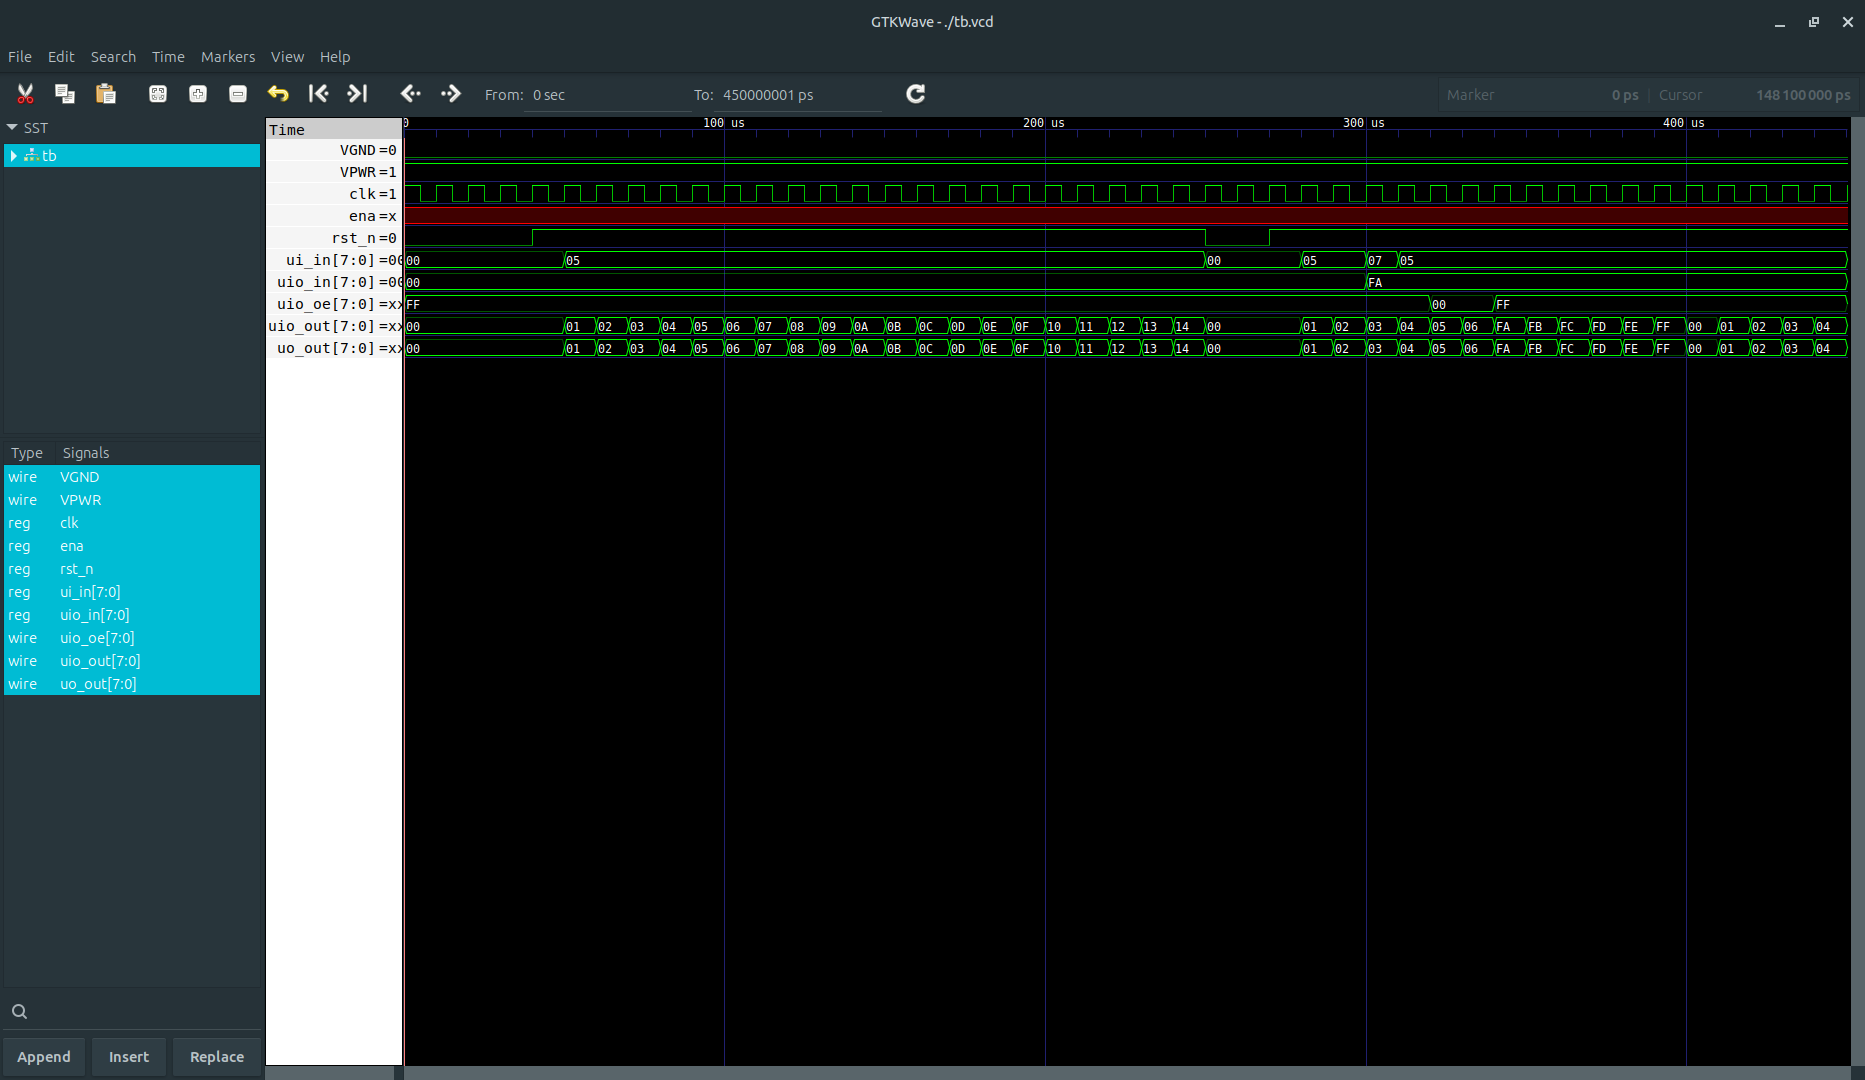 GTKWave - ./tb.vcd
File Edit Search Time Markers View Help
From: 0 sec To: 450000001 ps Marker 0 ps | Cursor 148100000 ps
SST
tb
Type Signals
wire VGND
wire VPWR
reg clk
reg ena
reg rst_n
reg ui_in[7:0]
reg uio_in[7:0]
wire uio_oe[7:0]
wire uio_out[7:0]
wire uo_out[7:0]
Append Insert Replace
Time 0 100 us 200 us 300 us 400 us
VGND =0
VPWR =1
clk =1
ena =x
rst_n =0
ui_in[7:0] =00 00 05 00 05 07 05
uio_in[7:0] =00 00 FA
uio_oe[7:0] =xx FF 00 FF
uio_out[7:0] =xx 00 01 02 03 04 05 06 07 08 09 0A 0B 0C 0D 0E 0F 10 11 12 13 14 00 01 02 03 04 05 06 FA FB FC FD FE FF 00 01 02 03 04
uo_out[7:0] =xx 00 01 02 03 04 05 06 07 08 09 0A 0B 0C 0D 0E 0F 10 11 12 13 14 00 01 02 03 04 05 06 FA FB FC FD FE FF 00 01 02 03 04